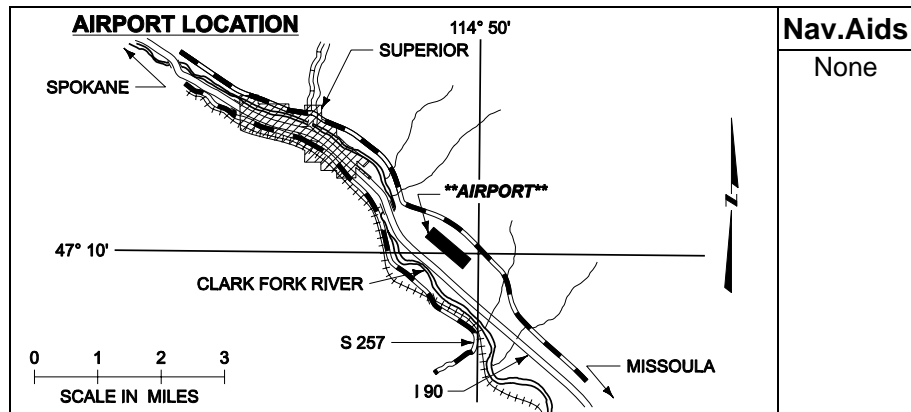 AIRPORT LOCATION
114° 50'
Nav.Aids
None
SUPERIOR
SPOKANE
**AIRPORT**
N
47° 10'
CLARK FORK RIVER
S 257
MISSOULA
I 90
0 1 2 3
SCALE IN MILES